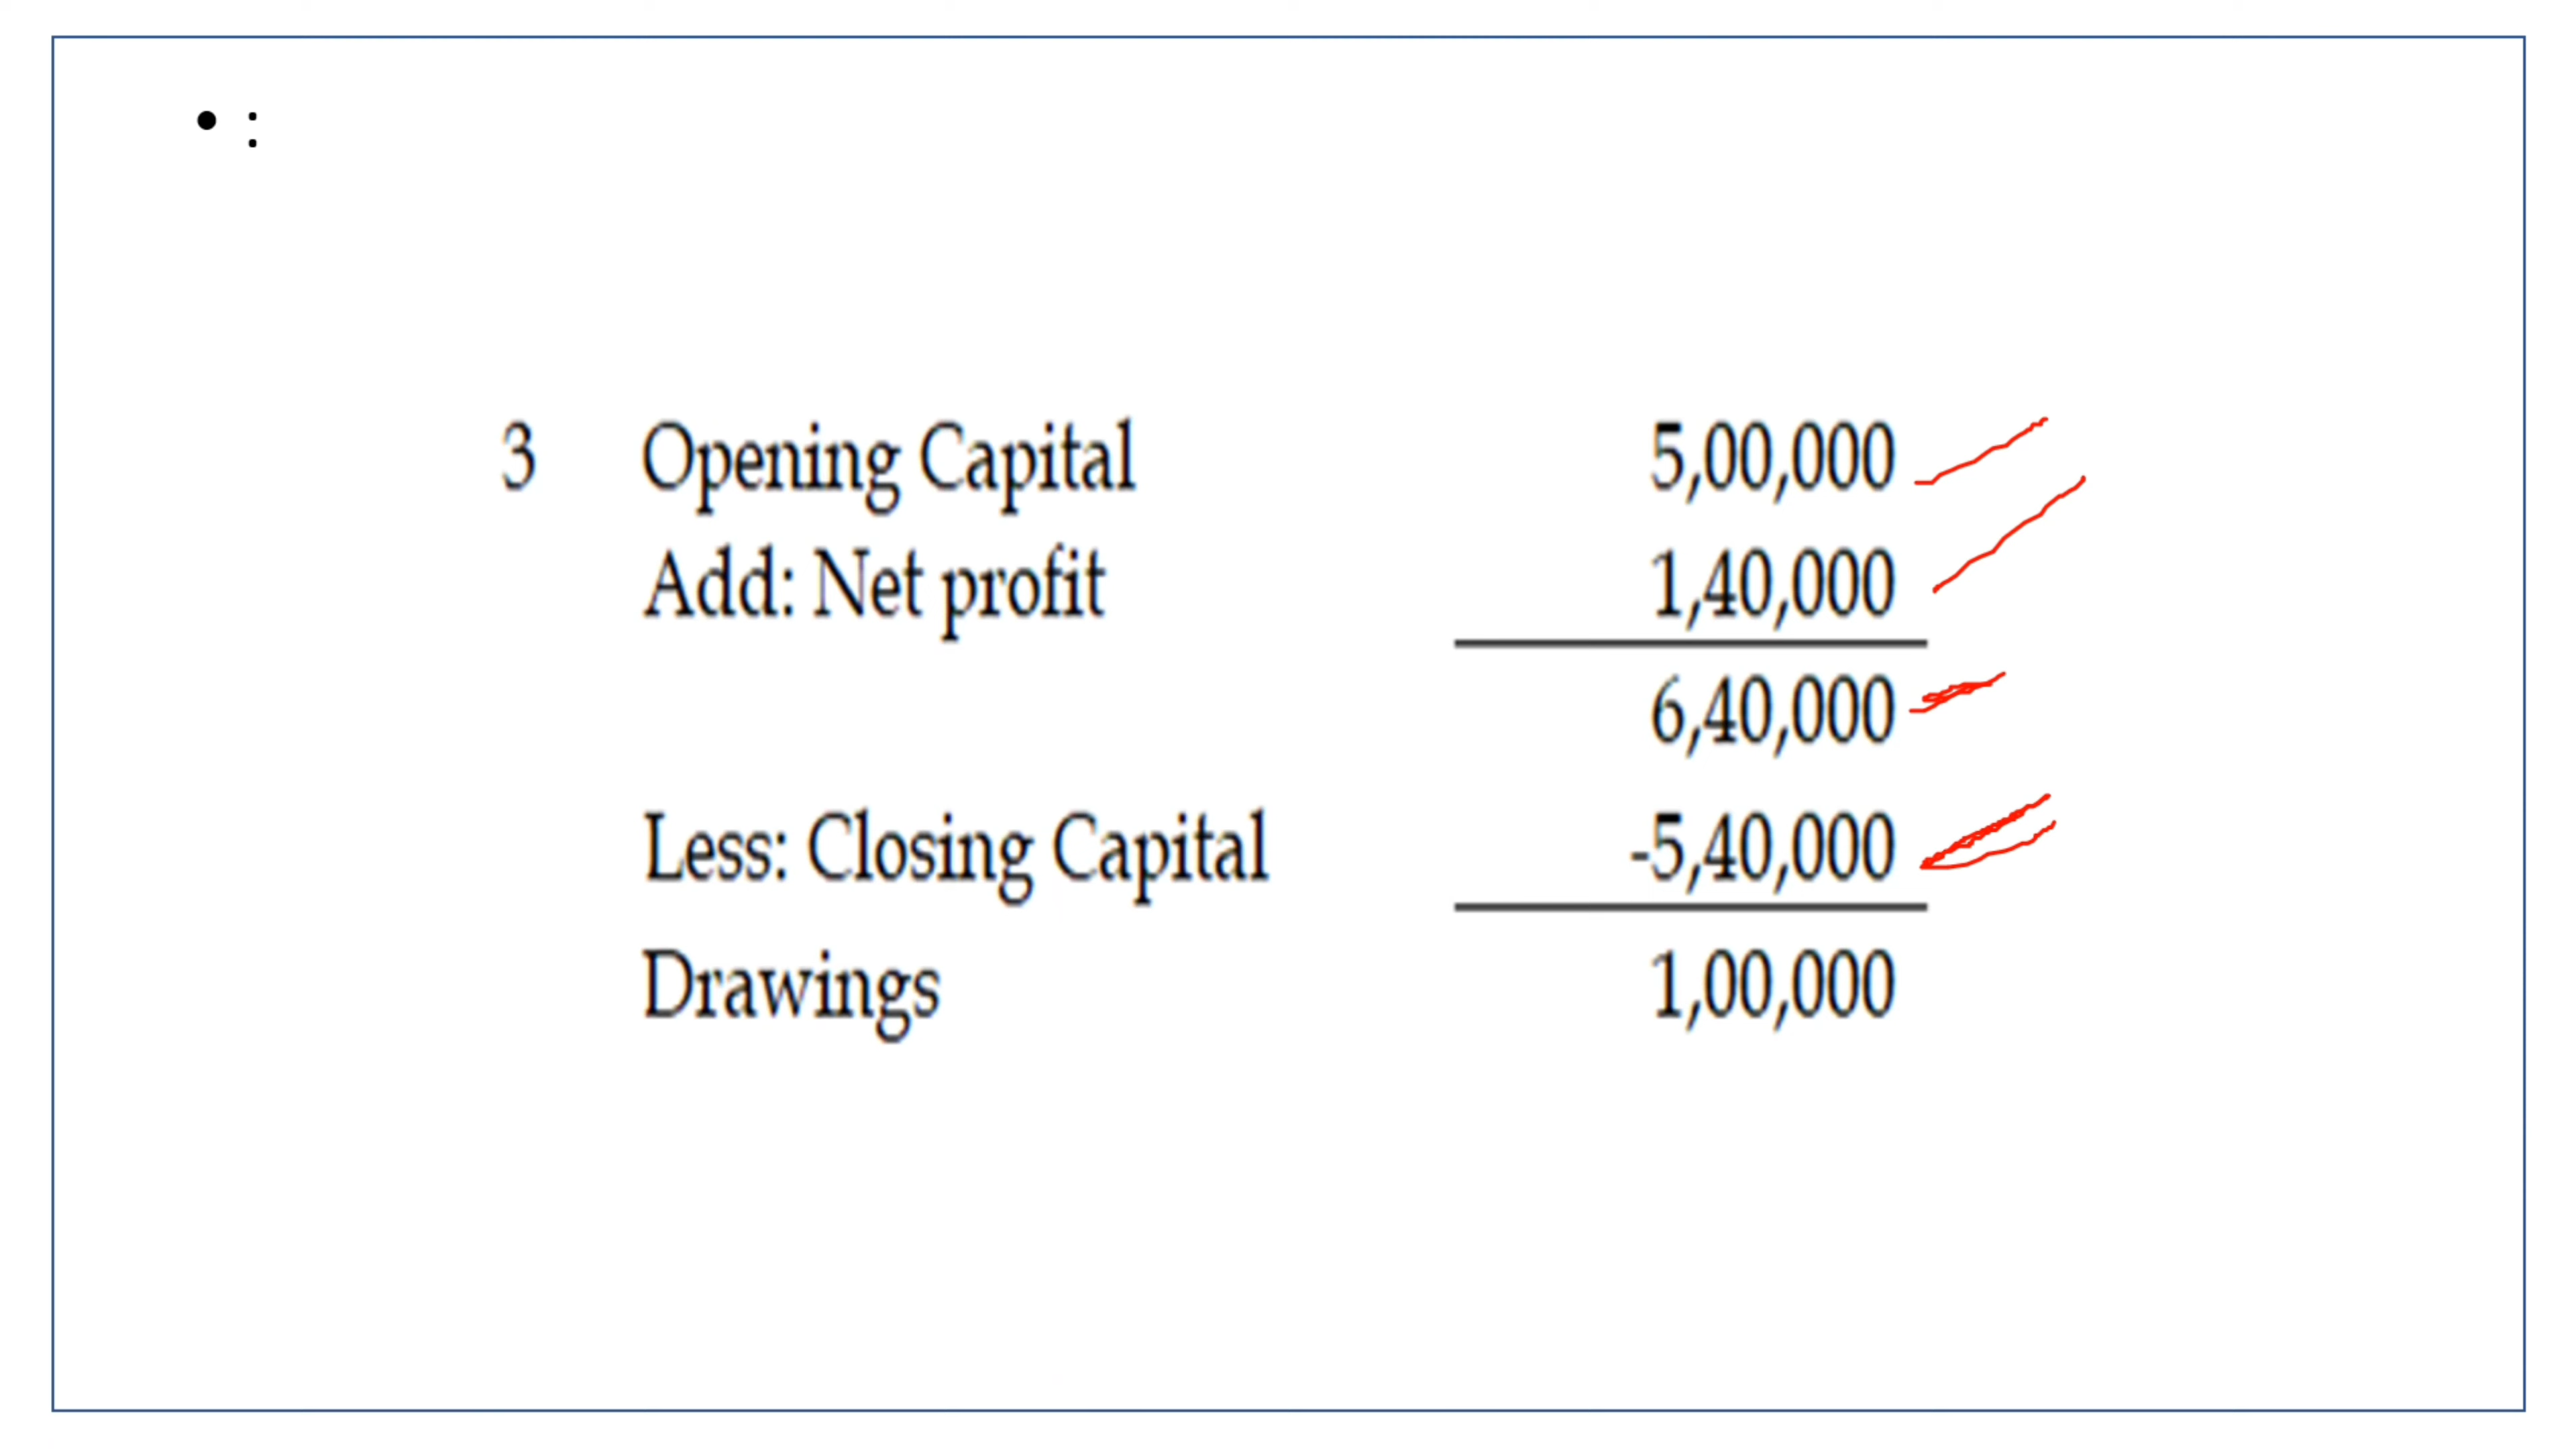 • :
3 Opening Capital 5,00,000
Add: Net profit 1,40,000
6,40,000
Less: Closing Capital -5,40,000
Drawings 1,00,000